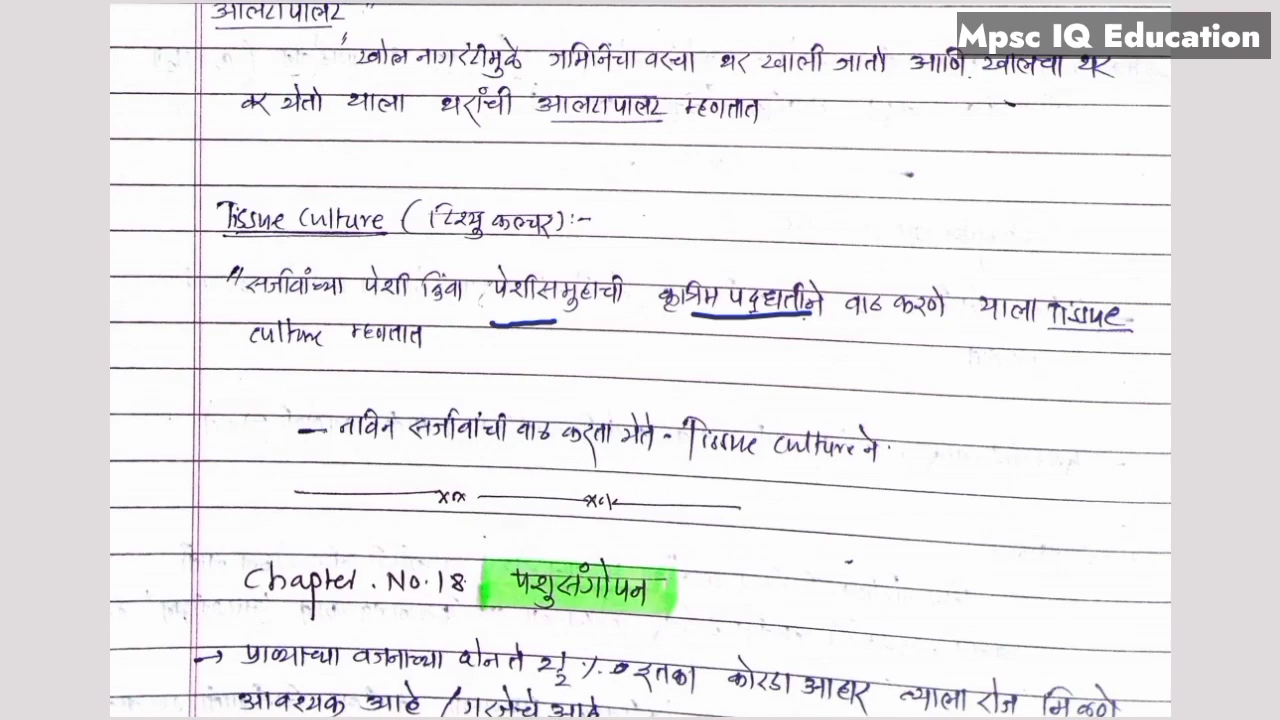 आलटापालट"
Mpsc IQ Education
"खोल नागरटीमुळे जमिनिचा वरचा थर खाली जातो आणि खालचा थर
वर येतो याला थरांची आलटापालट म्हणतात
Tissue Culture (टिश्यु कल्चर):-
"सजीवांच्या पेशी किंवा पेशीसमुहाची कृत्रिम पद्धतीने वाढ करणे याला Tissue
culture म्हणतात
- नविन सजीवांची वाढ करता येते - Tissue culture ने.
Chapter. No. 18 पशुसंगोपन
→ प्राण्याच्या वजनाच्या दोन ते 2½ % इतका कोरडा आहार त्याला रोज मिळणे
आवश्यक आहे / गरजेचे आहे